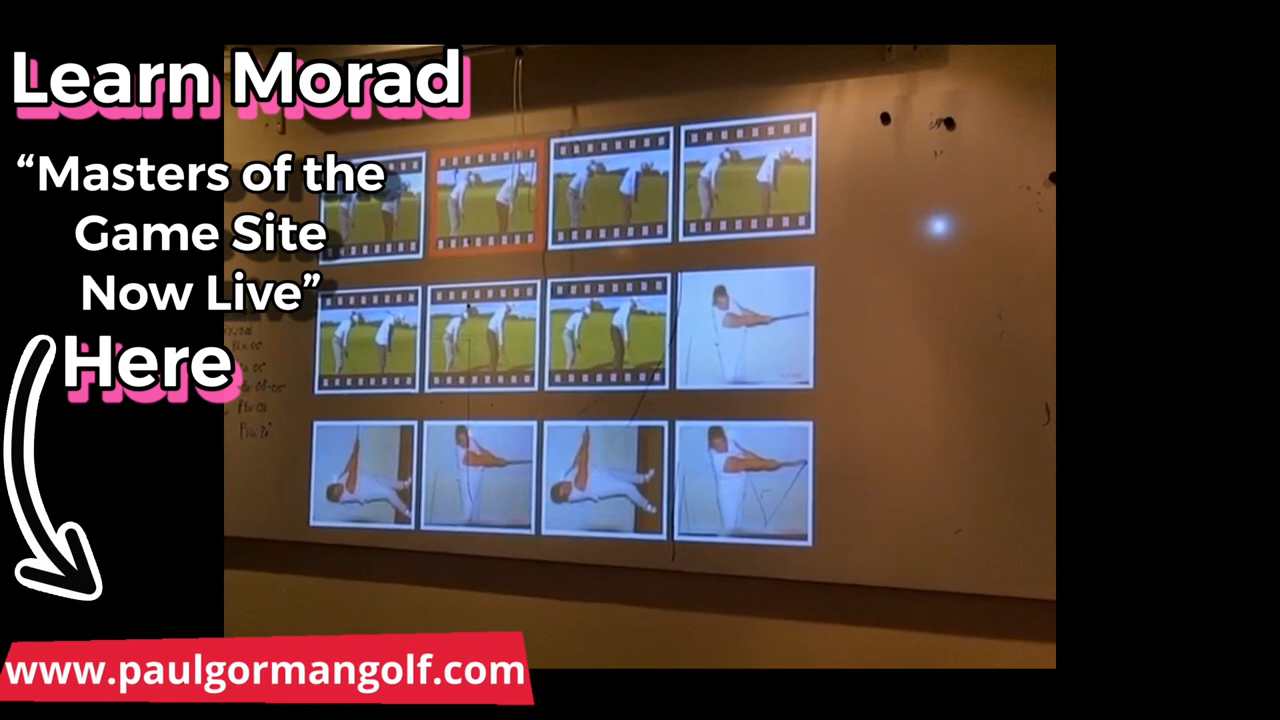 Learn Morad
“Masters of the
Game Site
Now Live”
Here
www.paulgormangolf.com